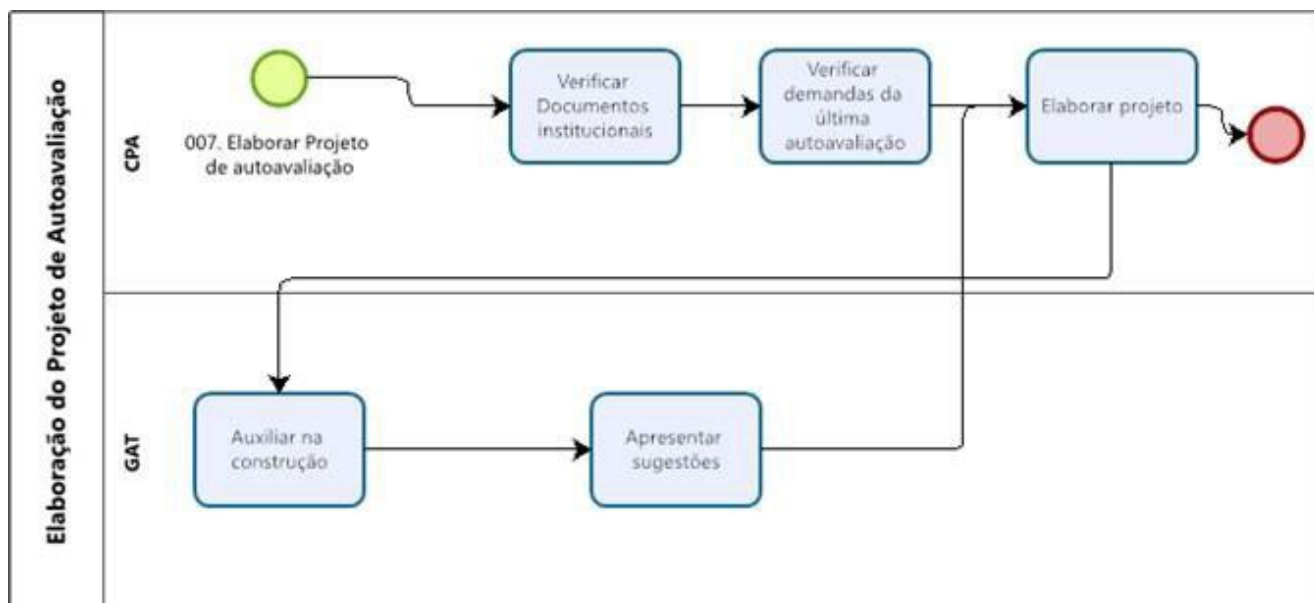 Elaboração do Projeto de Autoavaliação
CPA
007. Elaborar Projeto
de autoavaliação
Verificar
Documentos
institucionais
Verificar
demandas da
última
autoavaliação
Elaborar projeto
GAT
Auxiliar na
construção
Apresentar
sugestões